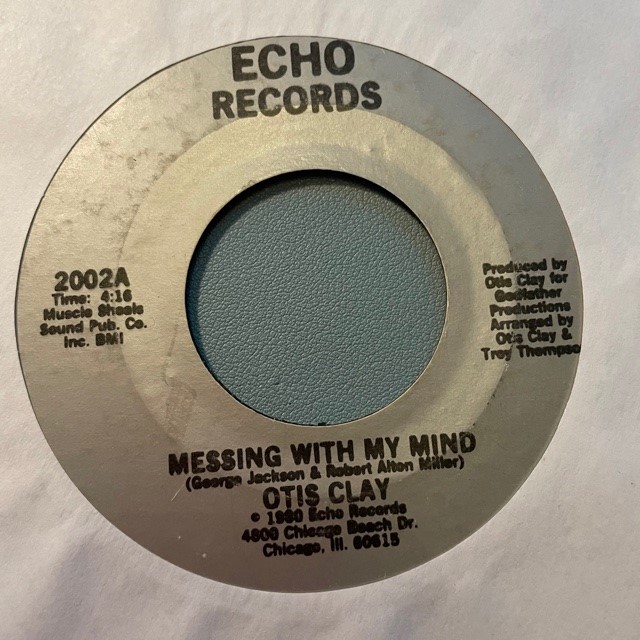 ECHO
RECORDS
2002A
Time: 4:16
Muscle Shoals
Sound Pub. Co.
Inc. BMI
Produced by
Otis Clay for
Godfather
Productions
Arranged by
Otis Clay &
Troy Thompso
MESSING WITH MY MIND
(George Jackson & Robert Alton Miller)
OTIS CLAY
© 1980 Echo Records
4800 Chicago Beach Dr.
Chicago, Ill. 60615